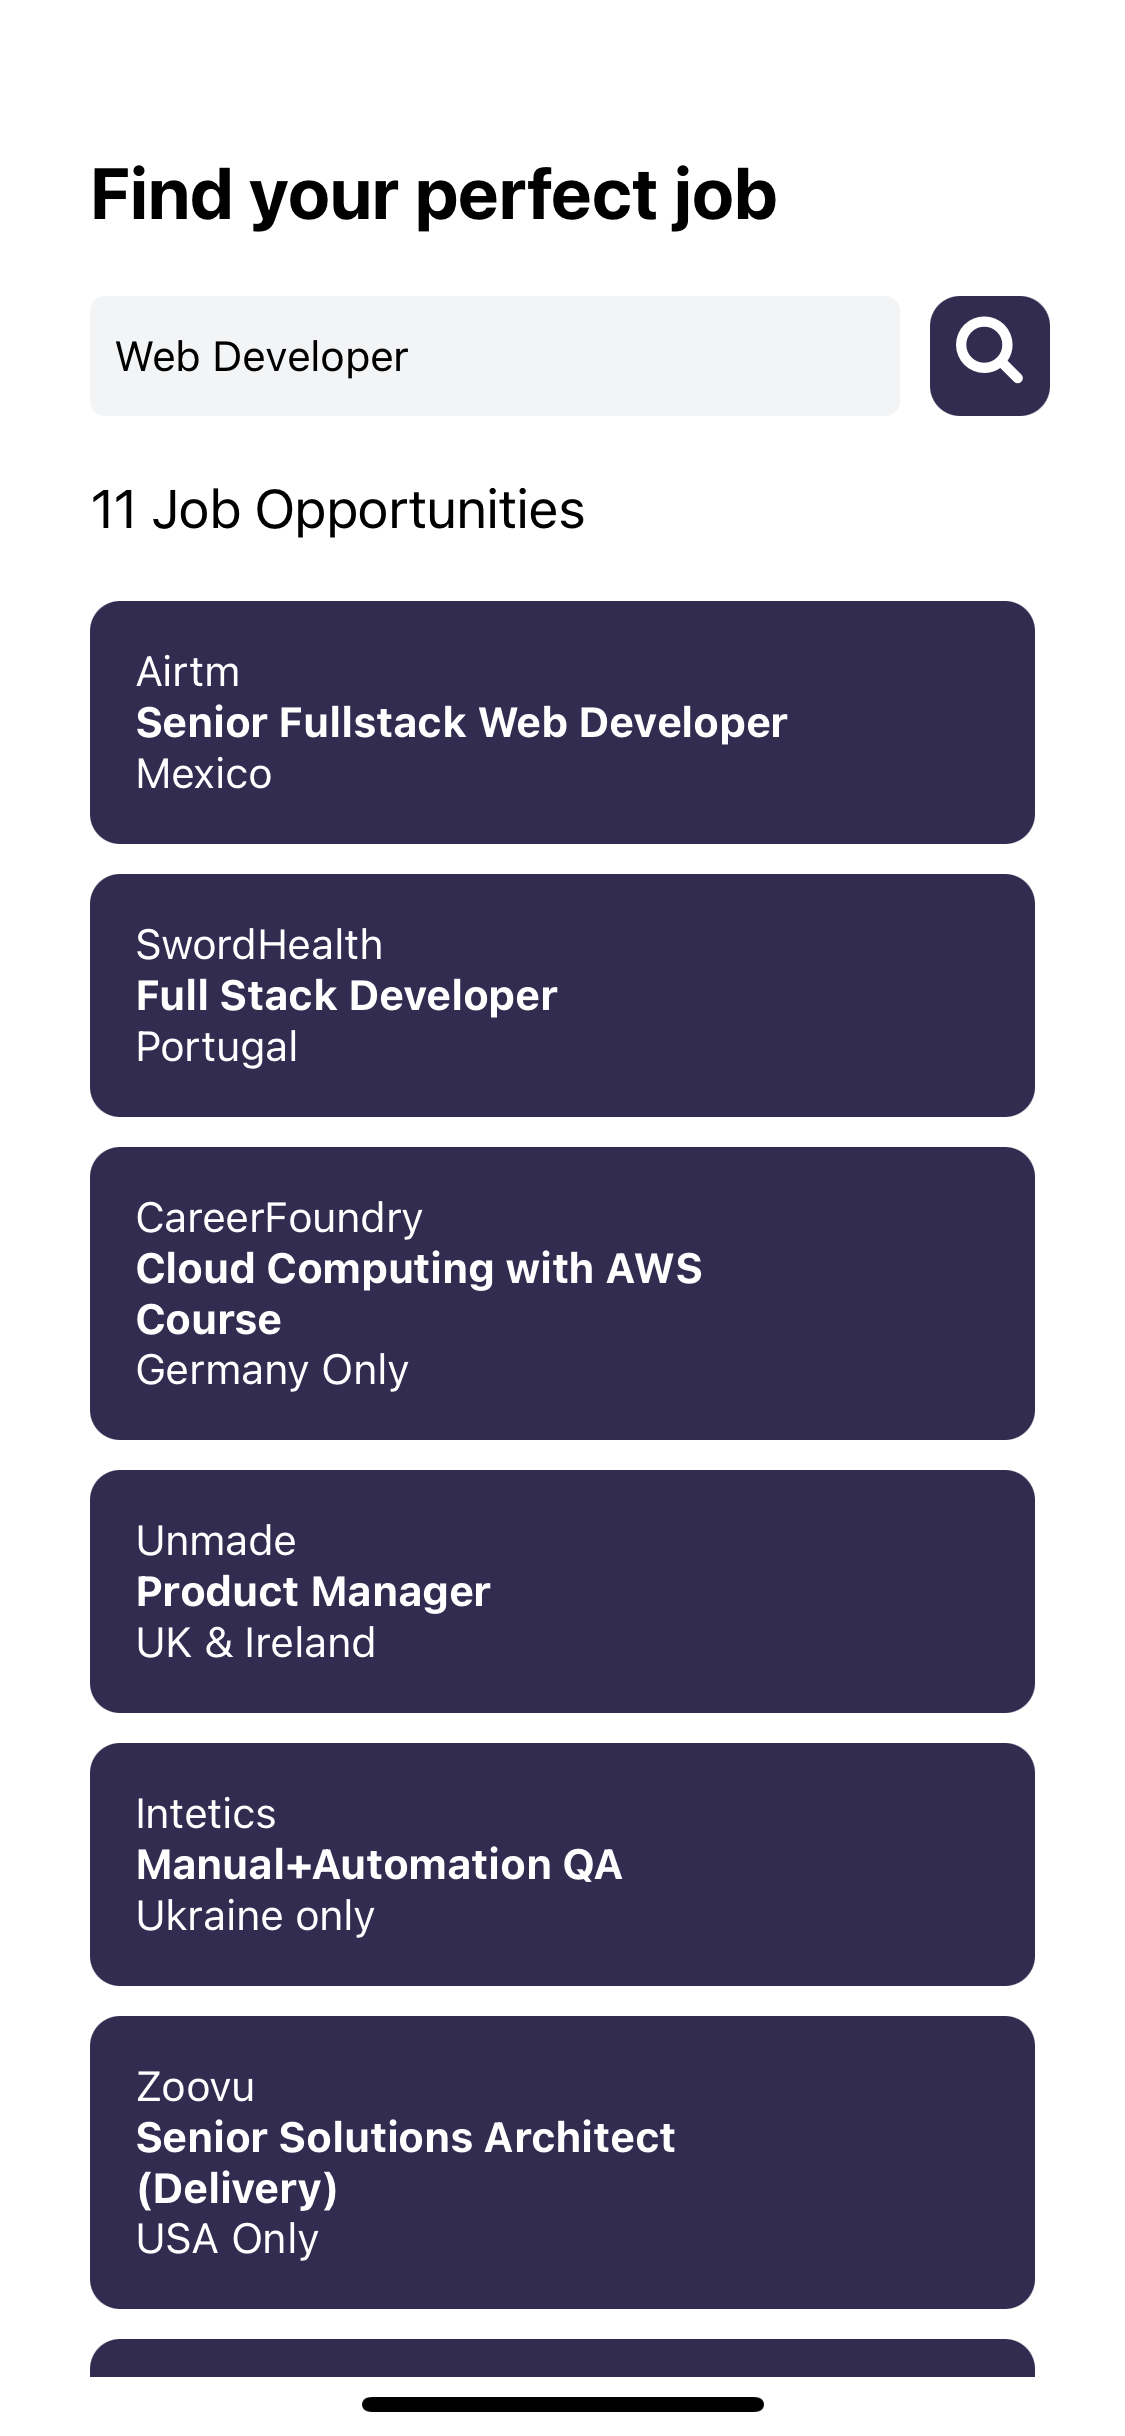 Find your perfect job
Web Developer
11 Job Opportunities
Airtm
Senior Fullstack Web Developer
Mexico
SwordHealth
Full Stack Developer
Portugal
CareerFoundry
Cloud Computing with AWS
Course
Germany Only
Unmade
Product Manager
UK & Ireland
Intetics
Manual+Automation QA
Ukraine only
Zoovu
Senior Solutions Architect
(Delivery)
USA Only